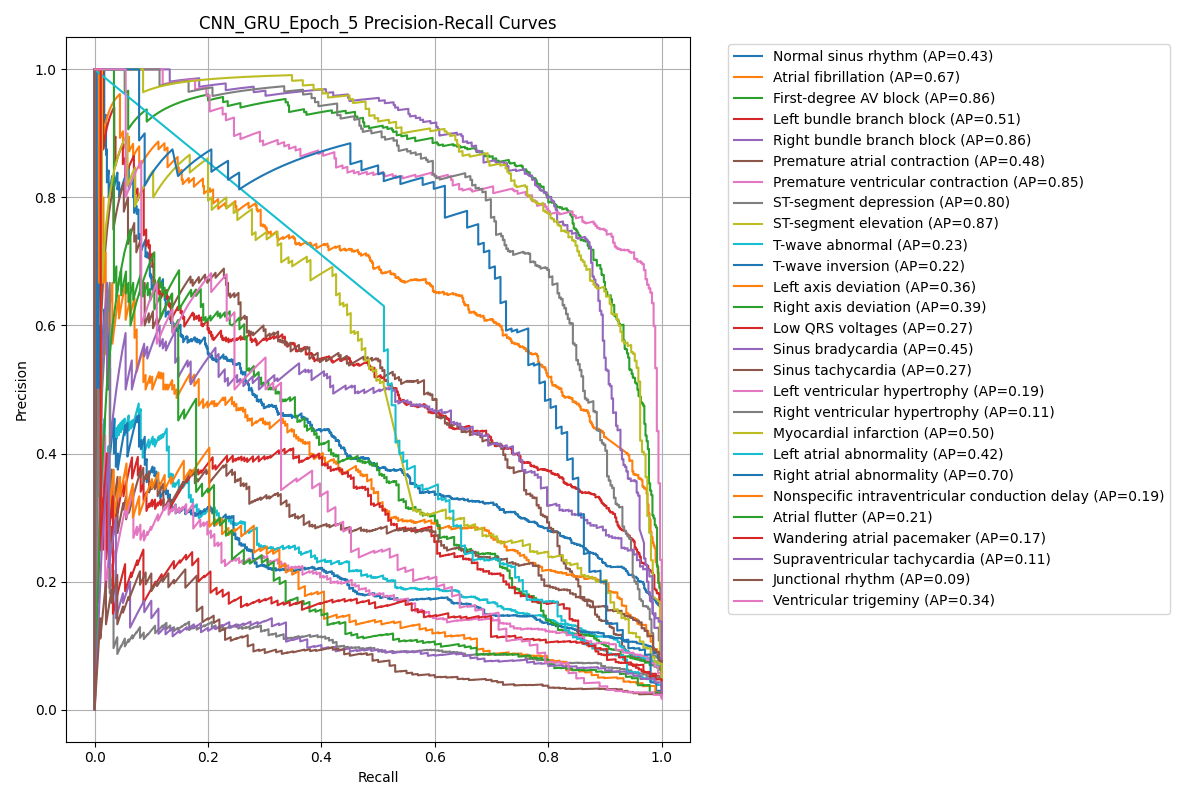 CNN_GRU_Epoch_5 Precision-Recall Curves
1.0
0.8
0.6
0.4
0.2
0.0
Precision
0.0 0.2 0.4 0.6 0.8 1.0
Recall
Normal sinus rhythm (AP=0.43)
Atrial fibrillation (AP=0.67)
First-degree AV block (AP=0.86)
Left bundle branch block (AP=0.51)
Right bundle branch block (AP=0.86)
Premature atrial contraction (AP=0.48)
Premature ventricular contraction (AP=0.85)
ST-segment depression (AP=0.80)
ST-segment elevation (AP=0.87)
T-wave abnormal (AP=0.23)
T-wave inversion (AP=0.22)
Left axis deviation (AP=0.36)
Right axis deviation (AP=0.39)
Low QRS voltages (AP=0.27)
Sinus bradycardia (AP=0.45)
Sinus tachycardia (AP=0.27)
Left ventricular hypertrophy (AP=0.19)
Right ventricular hypertrophy (AP=0.11)
Myocardial infarction (AP=0.50)
Left atrial abnormality (AP=0.42)
Right atrial abnormality (AP=0.70)
Nonspecific intraventricular conduction delay (AP=0.19)
Atrial flutter (AP=0.21)
Wandering atrial pacemaker (AP=0.17)
Supraventricular tachycardia (AP=0.11)
Junctional rhythm (AP=0.09)
Ventricular trigeminy (AP=0.34)